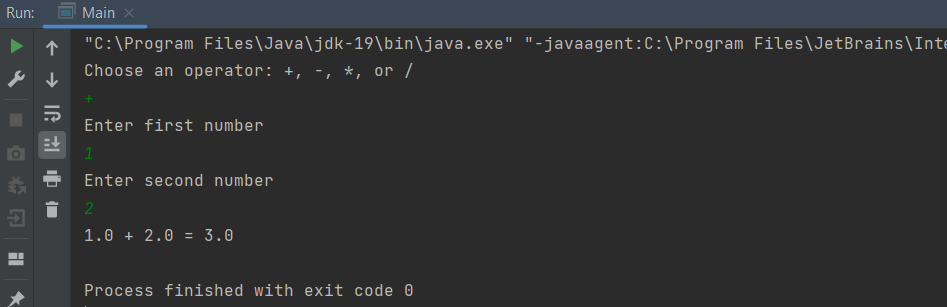 Run: Main ×
"C:\Program Files\Java\jdk-19\bin\java.exe" "-javaagent:C:\Program Files\JetBrains\Inte
Choose an operator: +, -, *, or /
+
Enter first number
1
Enter second number
2
1.0 + 2.0 = 3.0
Process finished with exit code 0